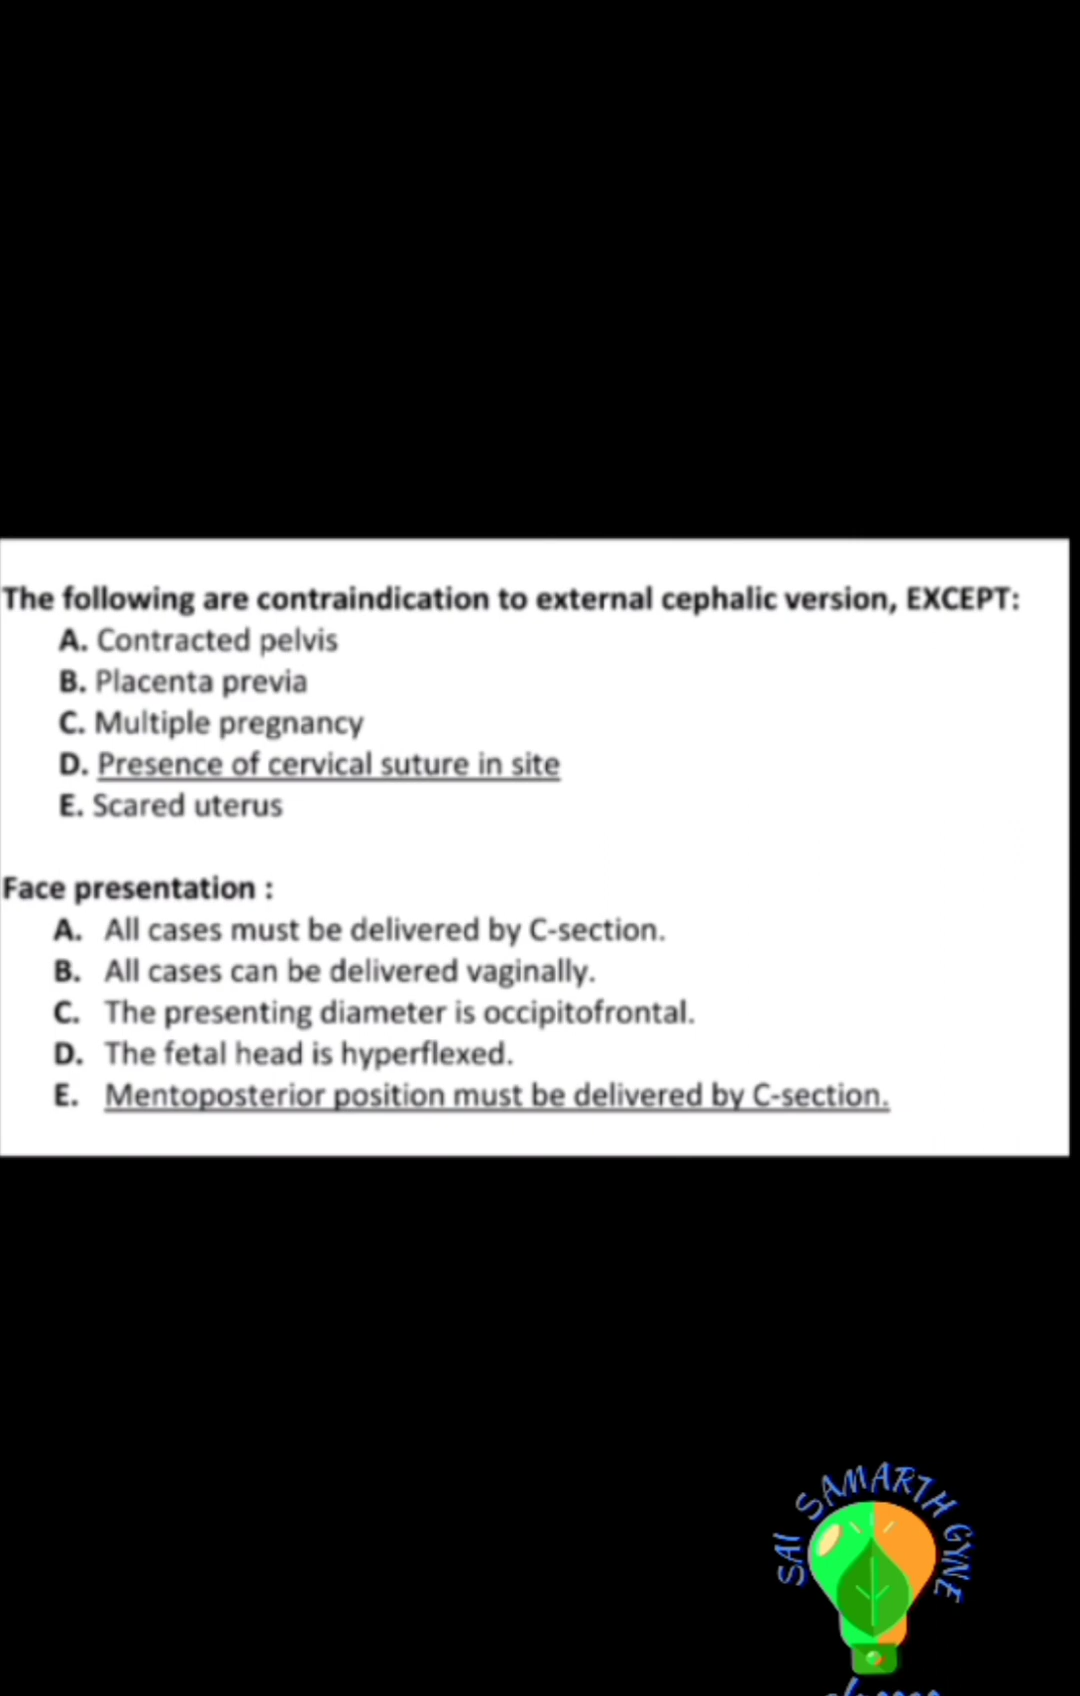 The following are contraindication to external cephalic version, EXCEPT:
A. Contracted pelvis
B. Placenta previa
C. Multiple pregnancy
D. Presence of cervical suture in site
E. Scared uterus
Face presentation :
A. All cases must be delivered by C-section.
B. All cases can be delivered vaginally.
C. The presenting diameter is occipitofrontal.
D. The fetal head is hyperflexed.
E. Mentoposterior position must be delivered by C-section.
SAI SAMARTH GYNE